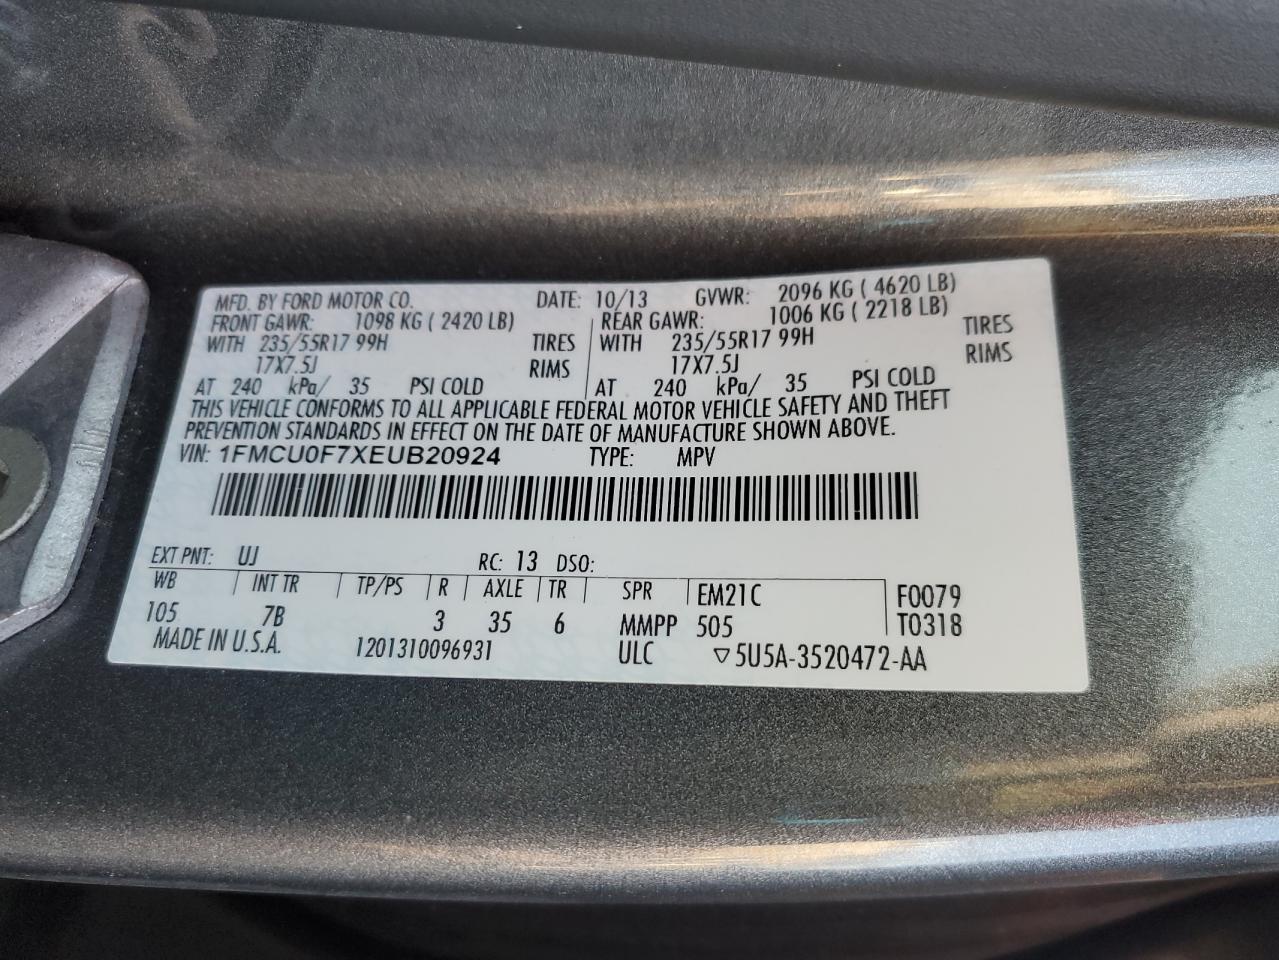 MFD. BY FORD MOTOR CO. DATE: 10/13 GVWR: 2096 KG ( 4620 LB)
FRONT GAWR: 1098 KG ( 2420 LB) REAR GAWR: 1006 KG ( 2218 LB)
WITH 235/55R17 99H TIRES WITH 235/55R17 99H TIRES
17X7.5J RIMS 17X7.5J RIMS
AT 240 kPa/ 35 PSI COLD AT 240 kPa/ 35 PSI COLD
THIS VEHICLE CONFORMS TO ALL APPLICABLE FEDERAL MOTOR VEHICLE SAFETY AND THEFT
PREVENTION STANDARDS IN EFFECT ON THE DATE OF MANUFACTURE SHOWN ABOVE.
VIN: 1FMCU0F7XEUB20924 TYPE: MPV
EXT PNT: UJ RC: 13 DSO:
WB INT TR TP/PS R AXLE TR SPR EM21C F0079
105 7B 3 35 6 MMPP 505 T0318
MADE IN U.S.A. 1201310096931 ULC ▽5U5A-3520472-AA